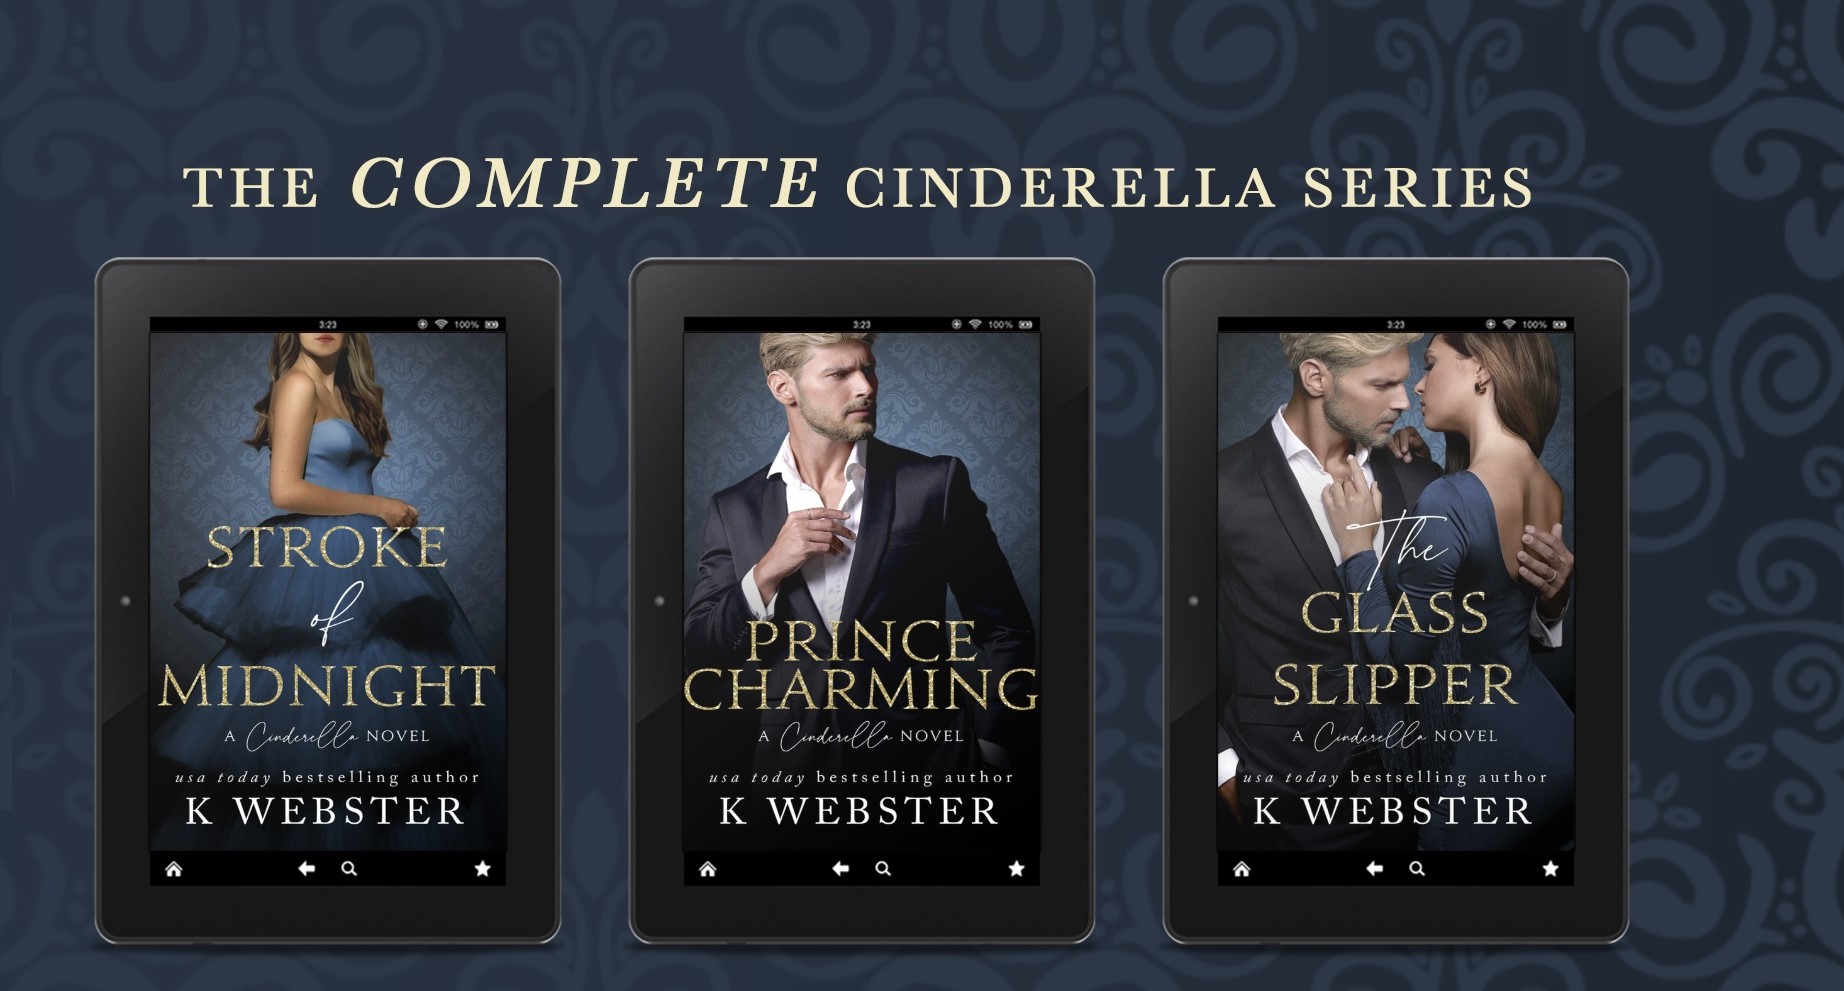 THE COMPLETE CINDERELLA SERIES
3:23 100%
STROKE
of
MIDNIGHT
A Cinderella NOVEL
usa today bestselling author
K WEBSTER
3:23 100%
PRINCE
CHARMING
A Cinderella NOVEL
usa today bestselling author
K WEBSTER
3:23 100%
The
GLASS
SLIPPER
A Cinderella NOVEL
usa today bestselling author
K WEBSTER